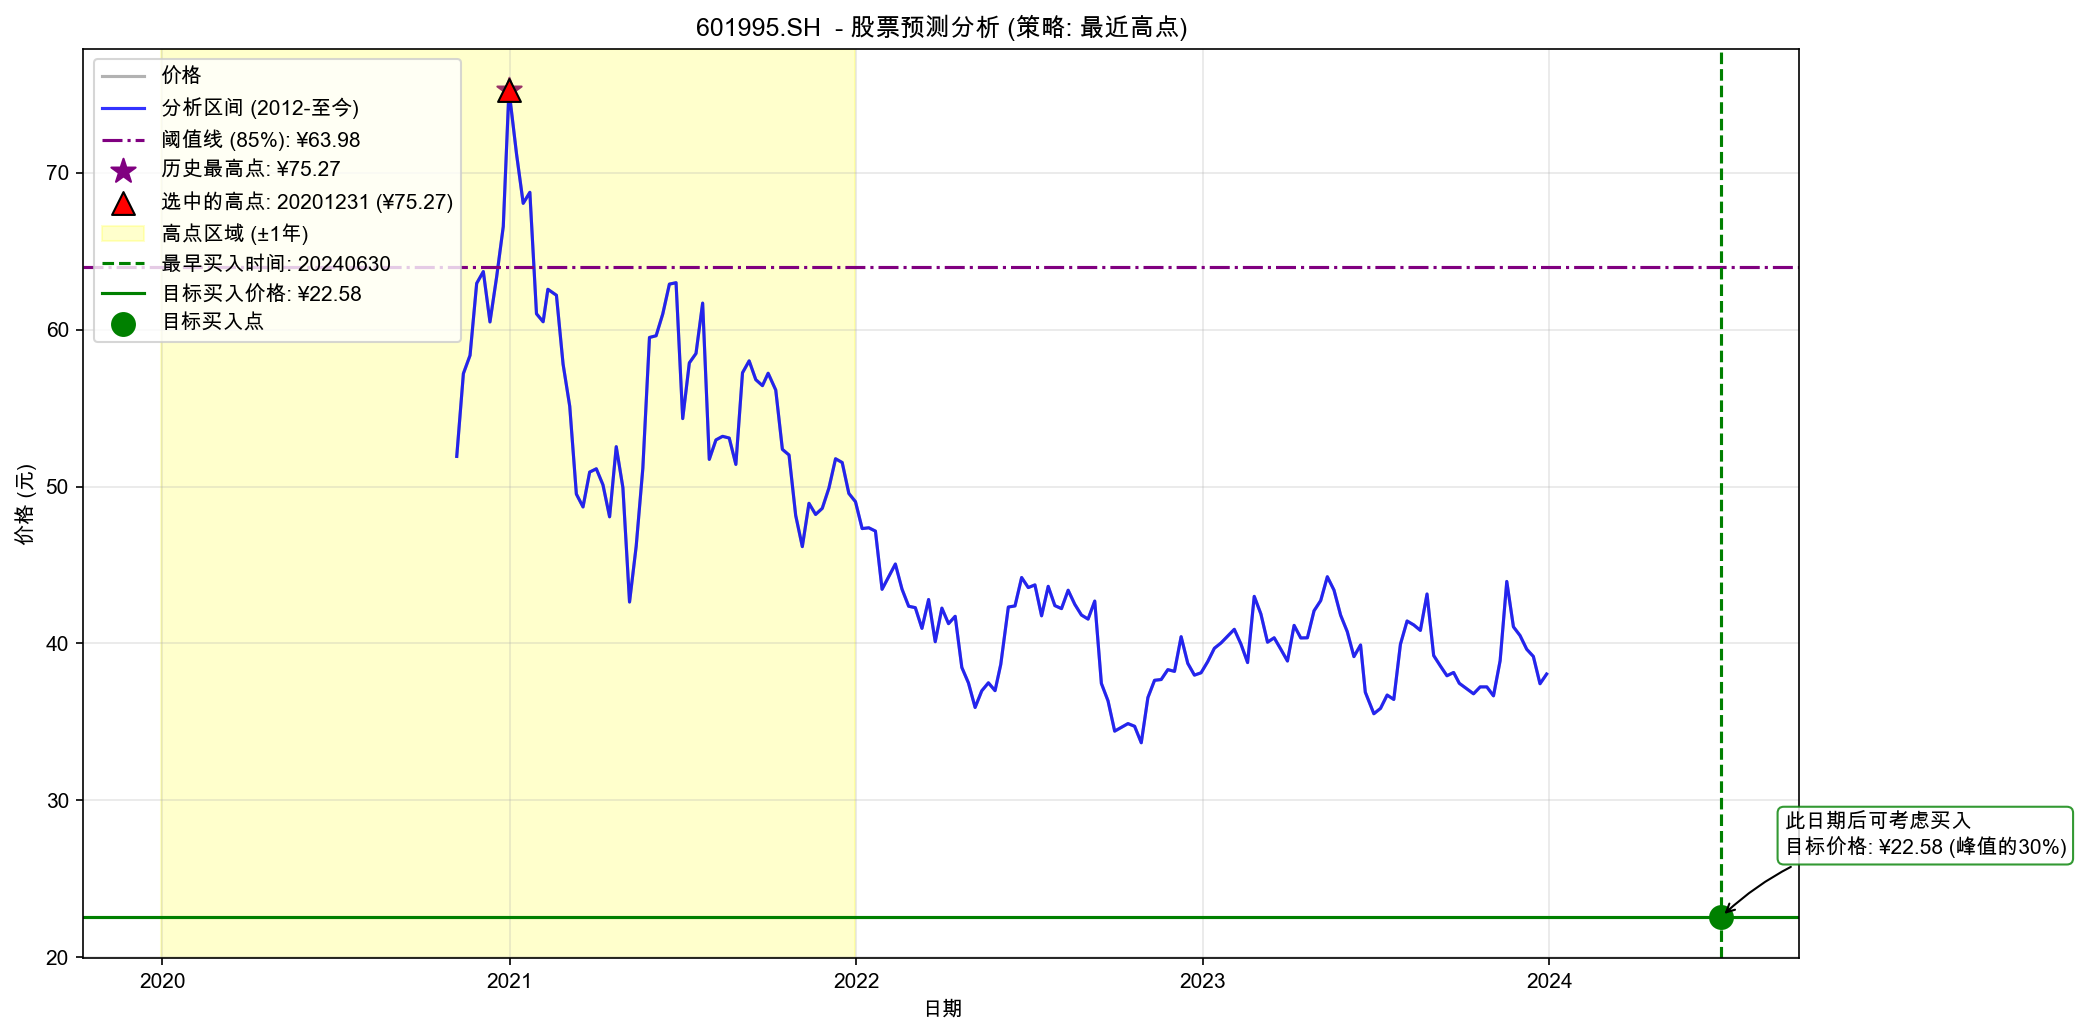 601995.SH - 股票预测分析 (策略: 最近高点)
价格
分析区间 (2012-至今)
阈值线 (85%): ¥63.98
历史最高点: ¥75.27
选中的高点: 20201231 (¥75.27)
高点区域 (±1年)
最早买入时间: 20240630
目标买入价格: ¥22.58
目标买入点
价格 (元)
70
60
50
40
30
20
此日期后可考虑买入
目标价格: ¥22.58 (峰值的30%)
2020
2021
2022
2023
2024
日期